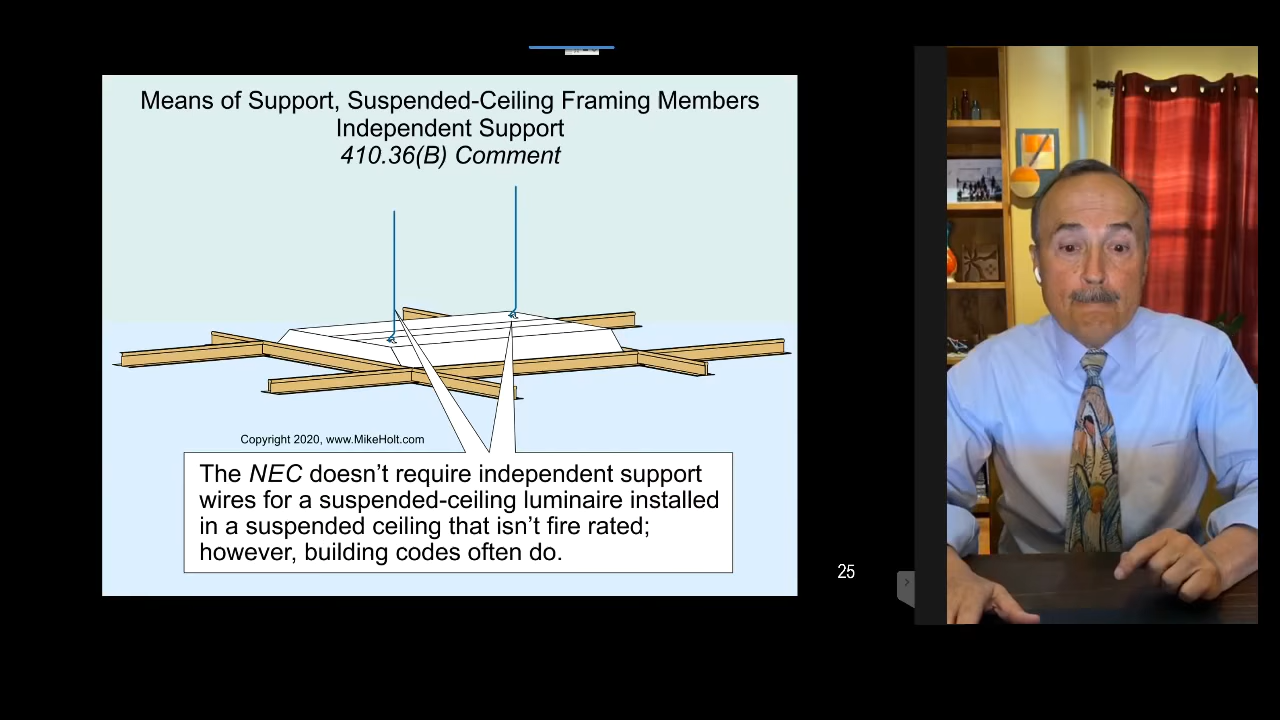 Means of Support, Suspended-Ceiling Framing Members
Independent Support
410.36(B) Comment
Copyright 2020, www.MikeHolt.com
The NEC doesn’t require independent support
wires for a suspended-ceiling luminaire installed
in a suspended ceiling that isn’t fire rated;
however, building codes often do.
25